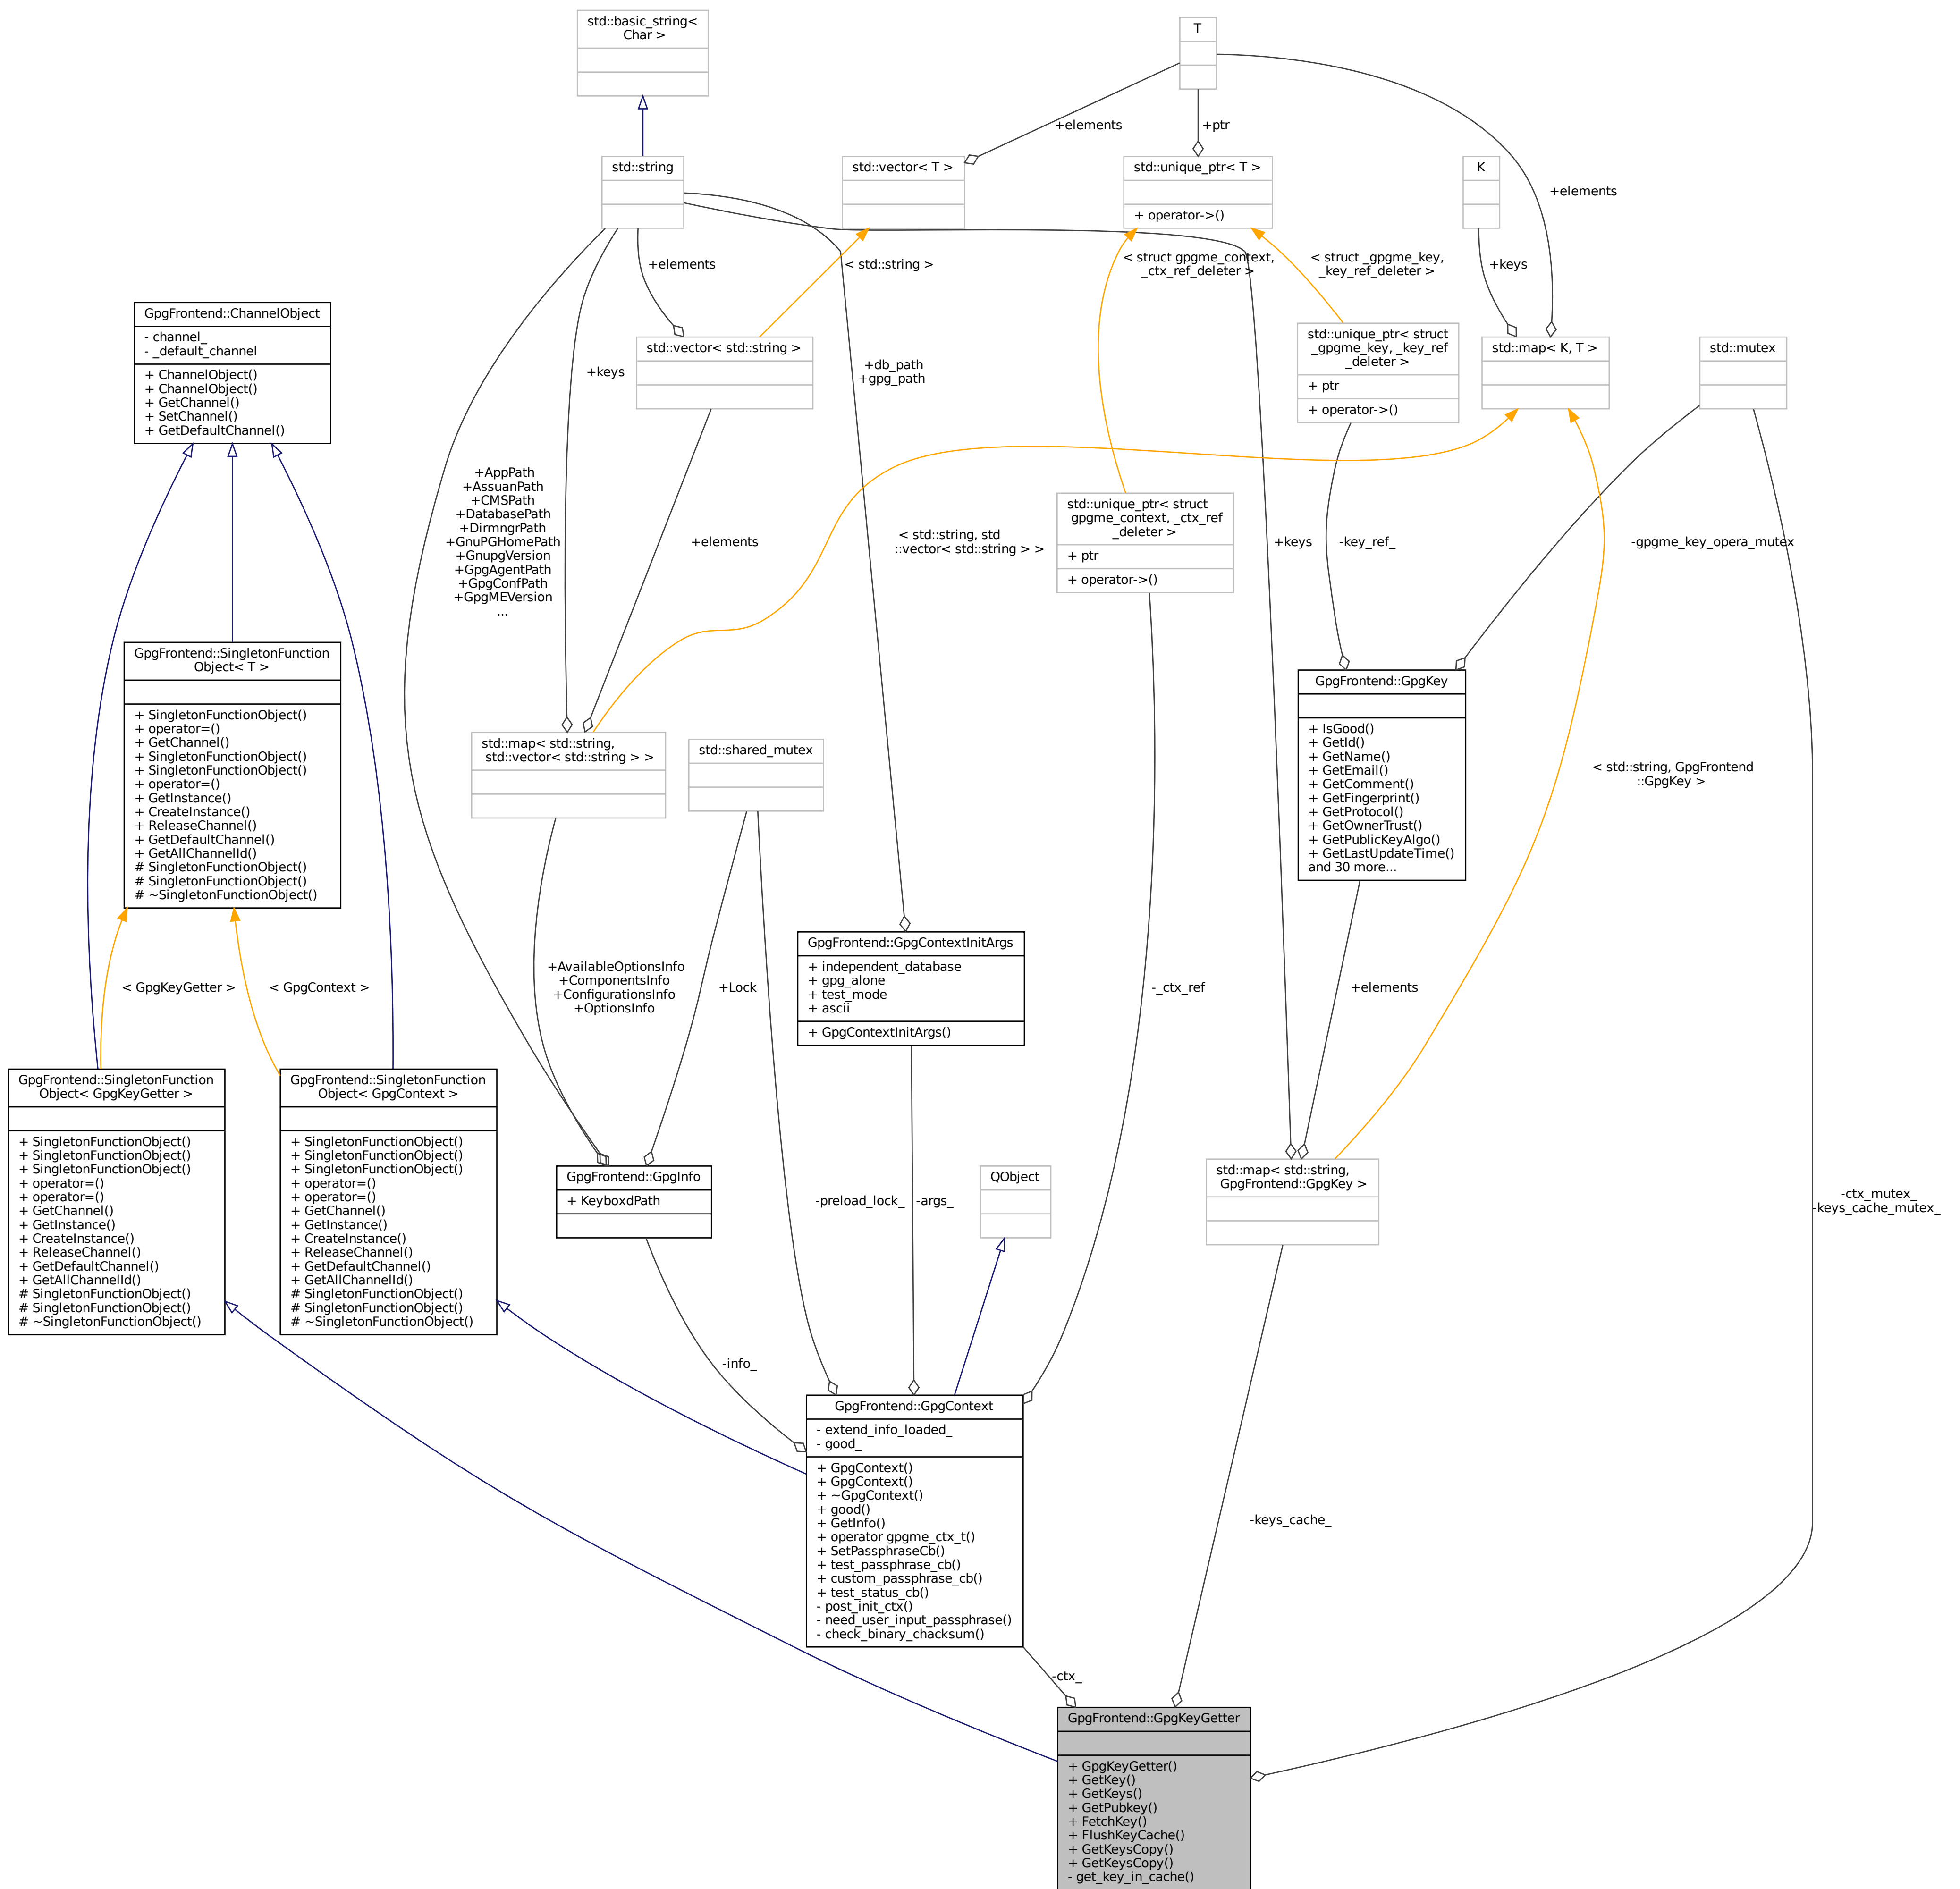 std::basic_string<
Char >
T
+elements
+ptr
std::string
std::vector< T >
std::unique_ptr< T >
+ operator->()
K
+elements
+elements
< std::string >
< struct gpgme_context,
_ctx_ref_deleter >
< struct _gpgme_key,
_key_ref_deleter >
+keys
GpgFrontend::ChannelObject
- channel_
- _default_channel
+ ChannelObject()
+ ChannelObject()
+ GetChannel()
+ SetChannel()
+ GetDefaultChannel()
std::vector< std::string >
std::unique_ptr< struct
_gpgme_key, _key_ref
_deleter >
+ ptr
+ operator->()
std::map< K, T >
std::mutex
+keys
+db_path
+gpg_path
+AppPath
+AssuanPath
+CMSPath
+DatabasePath
+DirmngrPath
+GnuPGHomePath
+GnupgVersion
+GpgAgentPath
+GpgConfPath
+GpgMEVersion
...
+elements
< std::string, std
::vector< std::string > >
std::unique_ptr< struct
gpgme_context, _ctx_ref
_deleter >
+ ptr
+ operator->()
+keys
-key_ref_
-gpgme_key_opera_mutex
GpgFrontend::SingletonFunction
Object< T >
+ SingletonFunctionObject()
+ operator=()
+ GetChannel()
+ SingletonFunctionObject()
+ SingletonFunctionObject()
+ operator=()
+ GetInstance()
+ CreateInstance()
+ ReleaseChannel()
+ GetDefaultChannel()
+ GetAllChannelId()
# SingletonFunctionObject()
# SingletonFunctionObject()
# ~SingletonFunctionObject()
std::map< std::string,
std::vector< std::string > >
std::shared_mutex
GpgFrontend::GpgKey
+ IsGood()
+ GetId()
+ GetName()
+ GetEmail()
+ GetComment()
+ GetFingerprint()
+ GetProtocol()
+ GetOwnerTrust()
+ GetPublicKeyAlgo()
+ GetLastUpdateTime()
and 30 more...
< std::string, GpgFrontend
::GpgKey >
< GpgKeyGetter >
< GpgContext >
+AvailableOptionsInfo
+ComponentsInfo
+ConfigurationsInfo
+OptionsInfo
+Lock
GpgFrontend::GpgContextInitArgs
+ independent_database
+ gpg_alone
+ test_mode
+ ascii
+ GpgContextInitArgs()
-_ctx_ref
+elements
GpgFrontend::SingletonFunction
Object< GpgKeyGetter >
+ SingletonFunctionObject()
+ SingletonFunctionObject()
+ SingletonFunctionObject()
+ operator=()
+ operator=()
+ GetChannel()
+ GetInstance()
+ CreateInstance()
+ ReleaseChannel()
+ GetDefaultChannel()
+ GetAllChannelId()
# SingletonFunctionObject()
# SingletonFunctionObject()
# ~SingletonFunctionObject()
GpgFrontend::SingletonFunction
Object< GpgContext >
+ SingletonFunctionObject()
+ SingletonFunctionObject()
+ SingletonFunctionObject()
+ operator=()
+ operator=()
+ GetChannel()
+ GetInstance()
+ CreateInstance()
+ ReleaseChannel()
+ GetDefaultChannel()
+ GetAllChannelId()
# SingletonFunctionObject()
# SingletonFunctionObject()
# ~SingletonFunctionObject()
GpgFrontend::GpgInfo
+ KeyboxdPath
-preload_lock_
-args_
QObject
std::map< std::string,
GpgFrontend::GpgKey >
-ctx_mutex_
-keys_cache_mutex_
-info_
GpgFrontend::GpgContext
- extend_info_loaded_
- good_
+ GpgContext()
+ GpgContext()
+ ~GpgContext()
+ good()
+ GetInfo()
+ operator gpgme_ctx_t()
+ SetPassphraseCb()
+ test_passphrase_cb()
+ custom_passphrase_cb()
+ test_status_cb()
- post_init_ctx()
- need_user_input_passphrase()
- check_binary_chacksum()
-keys_cache_
-ctx_
GpgFrontend::GpgKeyGetter
+ GpgKeyGetter()
+ GetKey()
+ GetKeys()
+ GetPubkey()
+ FetchKey()
+ FlushKeyCache()
+ GetKeysCopy()
+ GetKeysCopy()
- get_key_in_cache()